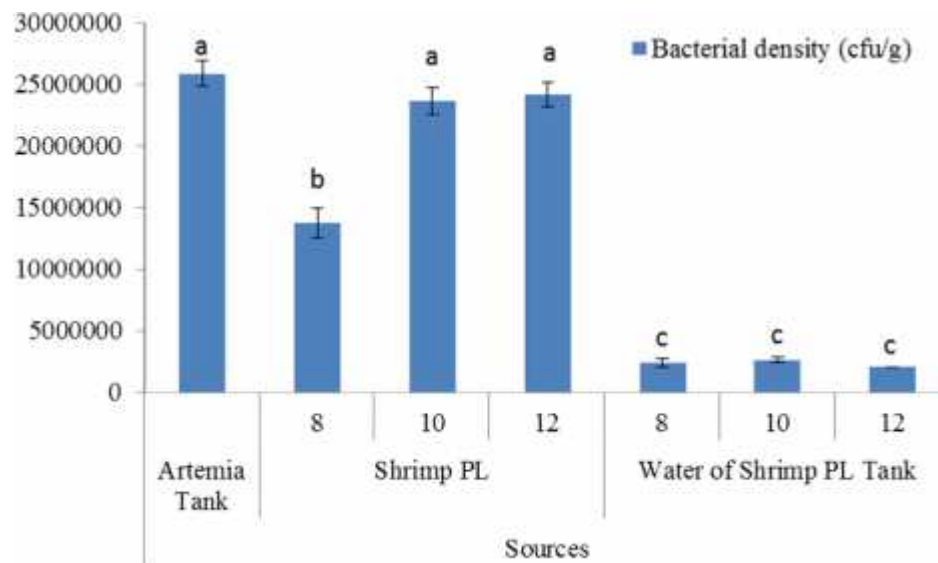 30000000
25000000
20000000
15000000
10000000
5000000
0
a
b
a
a
c
c
c
Bacterial density (cfu/g)
8 10 12 8 10 12
Artemia Tank Shrimp PL Water of Shrimp PL Tank
Sources